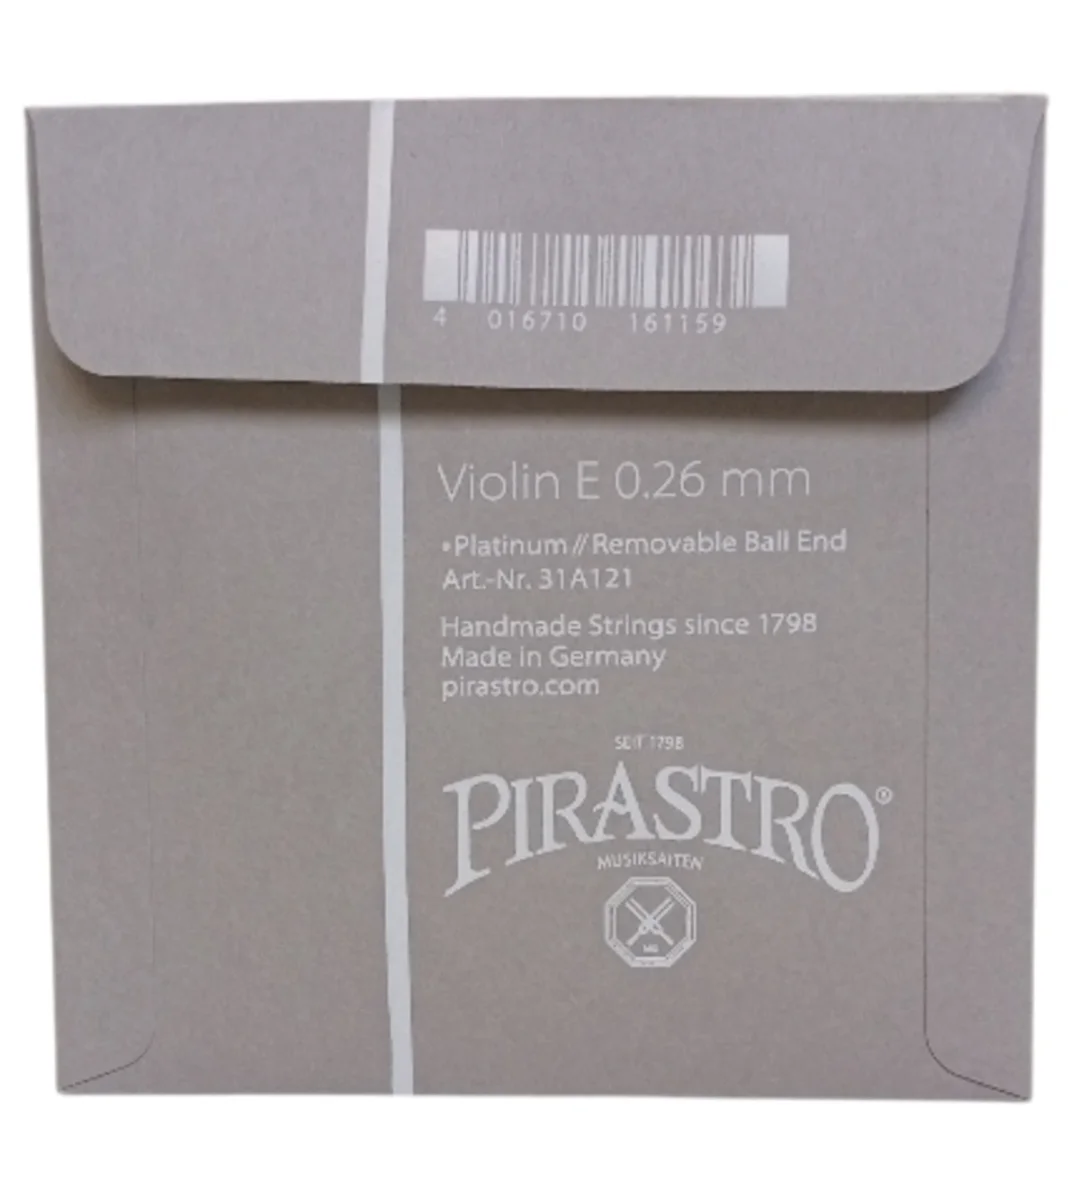 4 016710 161159
Violin E 0.26 mm
•Platinum//Removable Ball End
Art.-Nr. 31A121
Handmade Strings since 1798
Made in Germany
pirastro.com
SEIT 1798
PIRASTRO®
MUSIKSAITEN